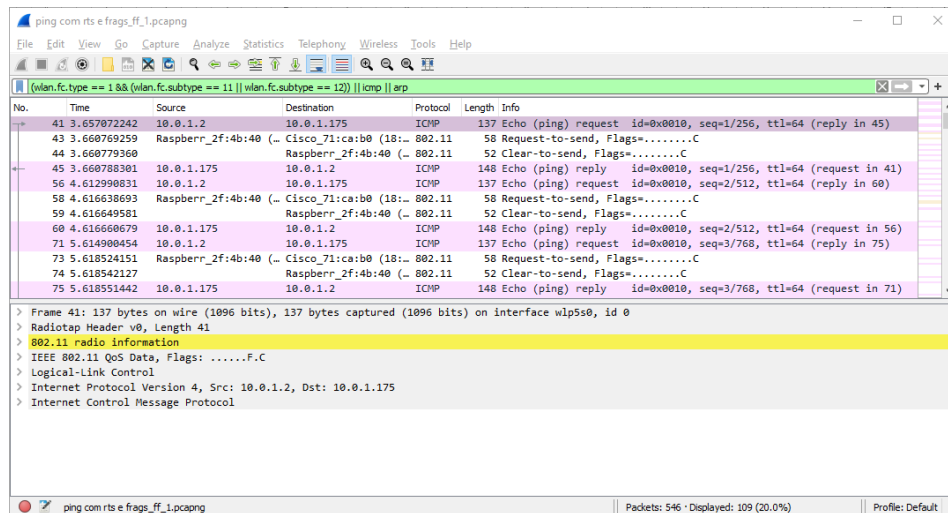 ping com rts e frags_ff_1.pcapng
File Edit View Go Capture Analyze Statistics Telephony Wireless Tools Help
(wlan.fc.type == 1 && (wlan.fc.subtype == 11 || wlan.fc.subtype == 12)) || icmp || arp
No. Time Source Destination Protocol Length Info
41 3.657072242 10.0.1.2 10.0.1.175 ICMP 137 Echo (ping) request id=0x0010, seq=1/256, ttl=64 (reply in 45)
43 3.660769259 Raspberr_2f:4b:40 (… Cisco_71:ca:b0 (18:… 802.11 58 Request-to-send, Flags=........C
44 3.660779360 Raspberr_2f:4b:40 (… 802.11 52 Clear-to-send, Flags=........C
45 3.660788301 10.0.1.175 10.0.1.2 ICMP 148 Echo (ping) reply id=0x0010, seq=1/256, ttl=64 (request in 41)
56 4.612990831 10.0.1.2 10.0.1.175 ICMP 137 Echo (ping) request id=0x0010, seq=2/512, ttl=64 (reply in 60)
58 4.616638693 Raspberr_2f:4b:40 (… Cisco_71:ca:b0 (18:… 802.11 58 Request-to-send, Flags=........C
59 4.616649581 Raspberr_2f:4b:40 (… 802.11 52 Clear-to-send, Flags=........C
60 4.616660679 10.0.1.175 10.0.1.2 ICMP 148 Echo (ping) reply id=0x0010, seq=2/512, ttl=64 (request in 56)
71 5.614900454 10.0.1.2 10.0.1.175 ICMP 137 Echo (ping) request id=0x0010, seq=3/768, ttl=64 (reply in 75)
73 5.618524151 Raspberr_2f:4b:40 (… Cisco_71:ca:b0 (18:… 802.11 58 Request-to-send, Flags=........C
74 5.618542127 Raspberr_2f:4b:40 (… 802.11 52 Clear-to-send, Flags=........C
75 5.618551442 10.0.1.175 10.0.1.2 ICMP 148 Echo (ping) reply id=0x0010, seq=3/768, ttl=64 (request in 71)
> Frame 41: 137 bytes on wire (1096 bits), 137 bytes captured (1096 bits) on interface wlp5s0, id 0
> Radiotap Header v0, Length 41
> 802.11 radio information
> IEEE 802.11 QoS Data, Flags: ......F.C
> Logical-Link Control
> Internet Protocol Version 4, Src: 10.0.1.2, Dst: 10.0.1.175
> Internet Control Message Protocol
ping com rts e frags_ff_1.pcapng Packets: 546 · Displayed: 109 (20.0%) Profile: Default